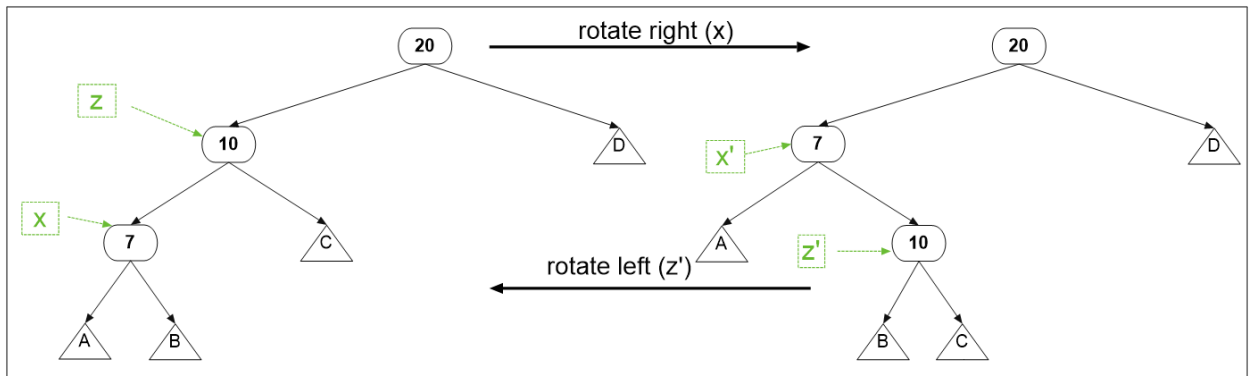 rotate right (x)
20
20
z
10
D
x'
7
D
x
7
C
A
z'
10
rotate left (z')
A
B
B
C